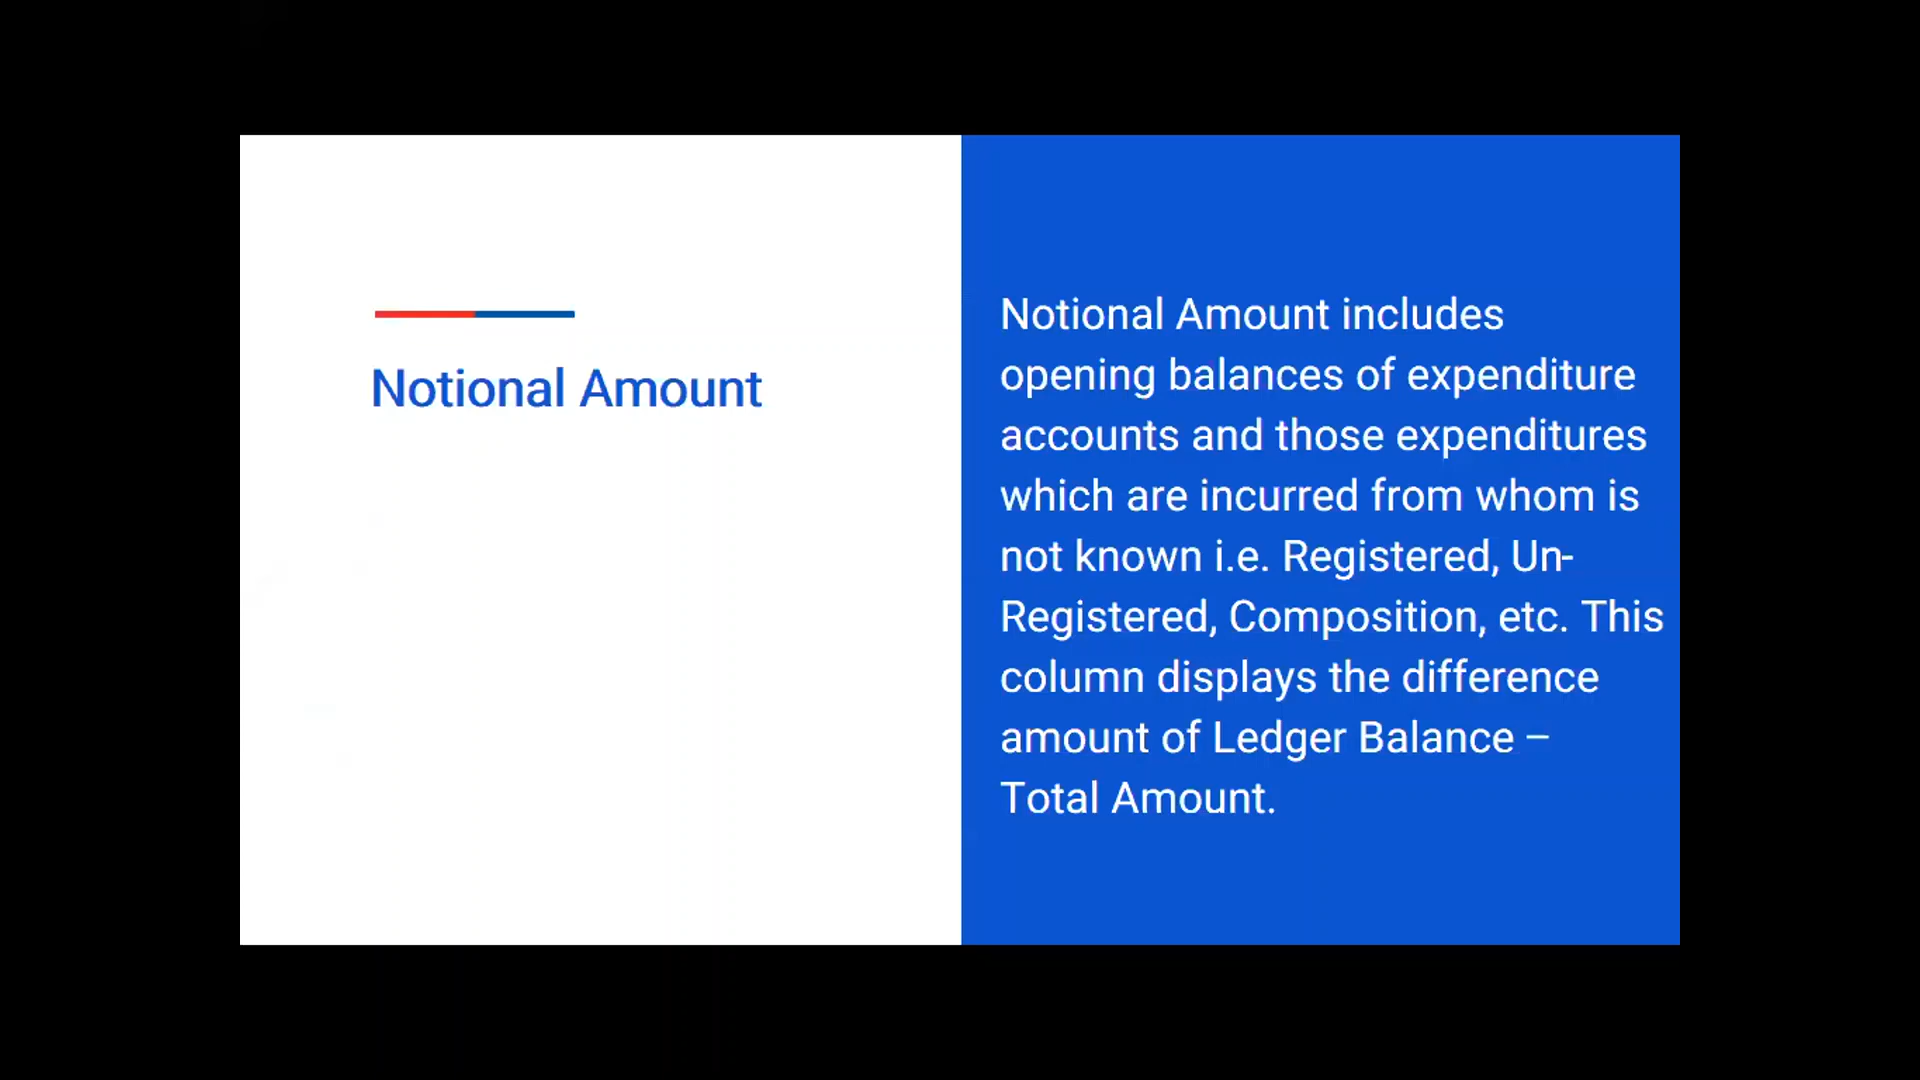 Notional Amount
Notional Amount includes
opening balances of expenditure
accounts and those expenditures
which are incurred from whom is
not known i.e. Registered, Un-
Registered, Composition, etc. This
column displays the difference
amount of Ledger Balance –
Total Amount.